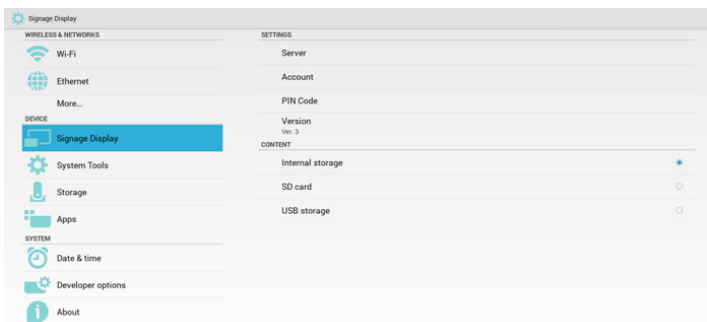 Signage Display
WIRELESS & NETWORKS
Wi-Fi
Ethernet
More...
DEVICE
Signage Display
System Tools
Storage
Apps
SYSTEM
Date & time
Developer options
About
SETTINGS
Server
Account
PIN Code
Version
Ver. 3
CONTENT
Internal storage
SD card
USB storage